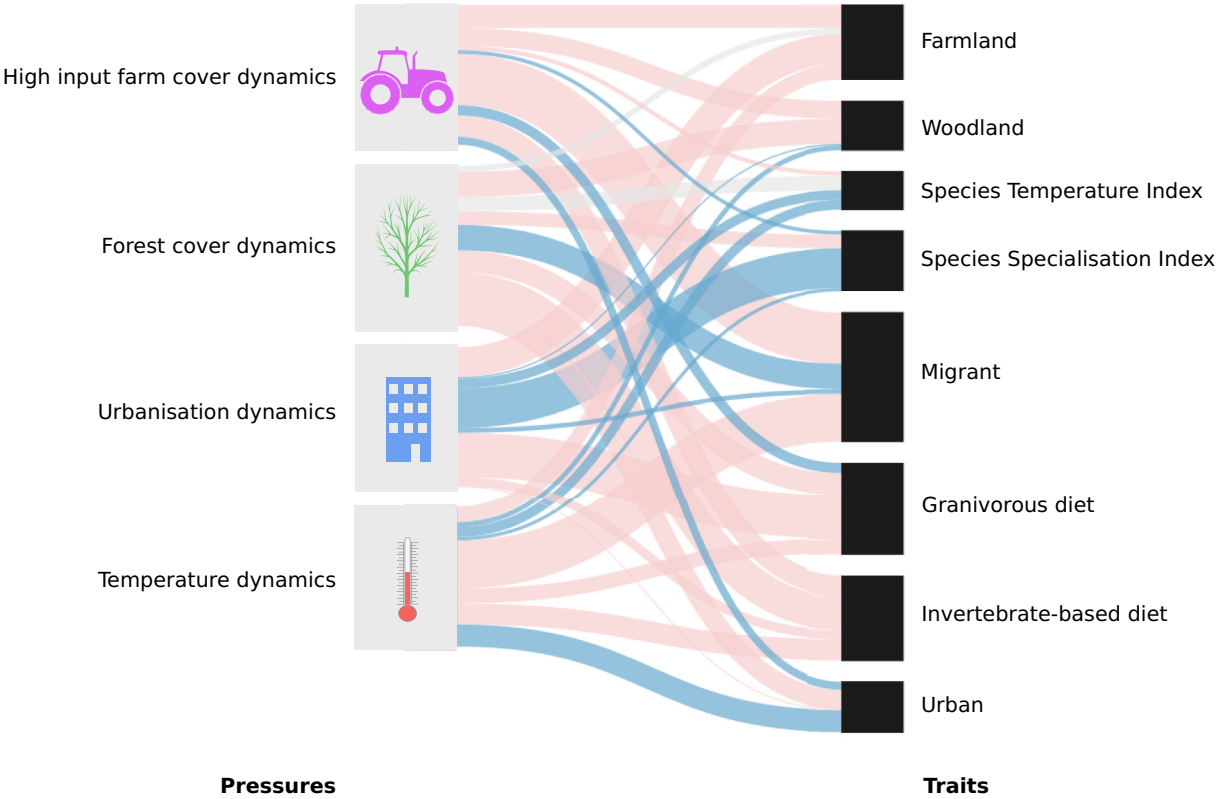 High input farm cover dynamics
Forest cover dynamics
Urbanisation dynamics
Temperature dynamics
Pressures
Farmland
Woodland
Species Temperature Index
Species Specialisation Index
Migrant
Granivorous diet
Invertebrate-based diet
Urban
Traits